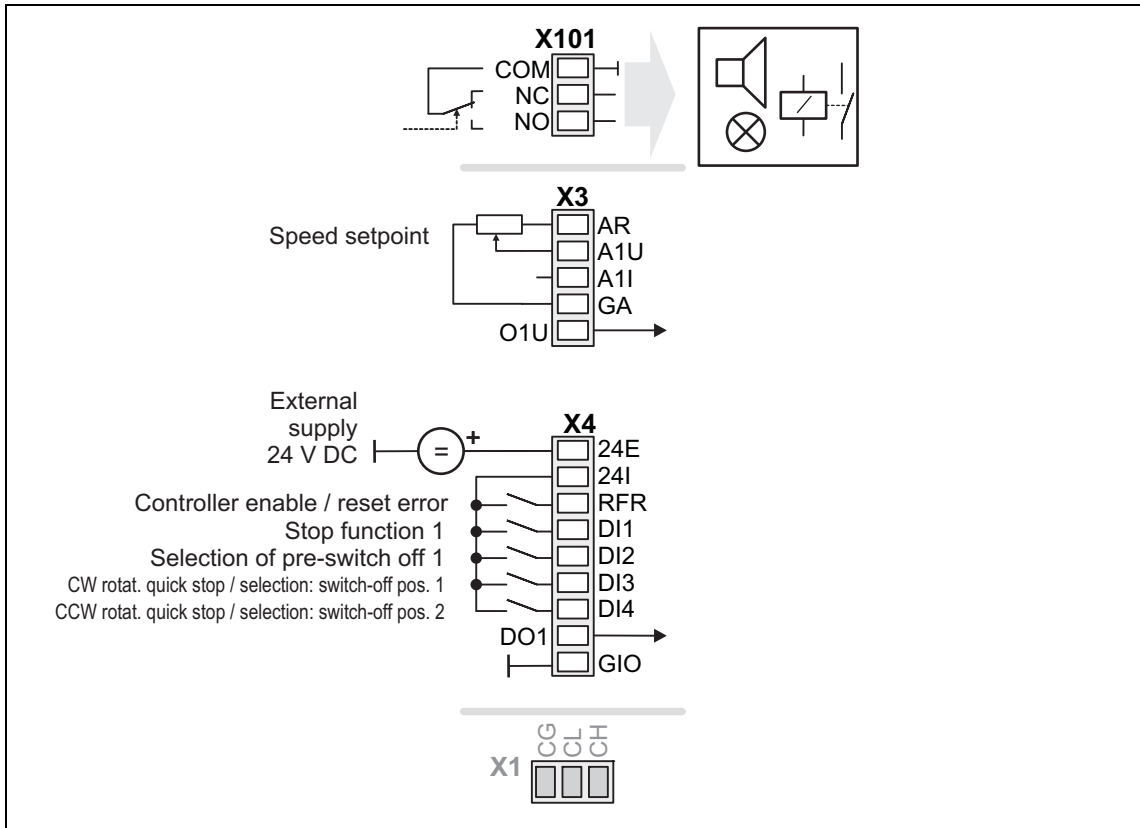 X101
COM
NC
NO
X3
Speed setpoint
AR
A1U
A1I
GA
O1U
External
supply
24 V DC
=
+
X4
24E
24I
Controller enable / reset error
RFR
Stop function 1
DI1
Selection of pre-switch off 1
DI2
CW rotat. quick stop / selection: switch-off pos. 1
DI3
CCW rotat. quick stop / selection: switch-off pos. 2
DI4
DO1
GIO
X1
CG
CL
CH